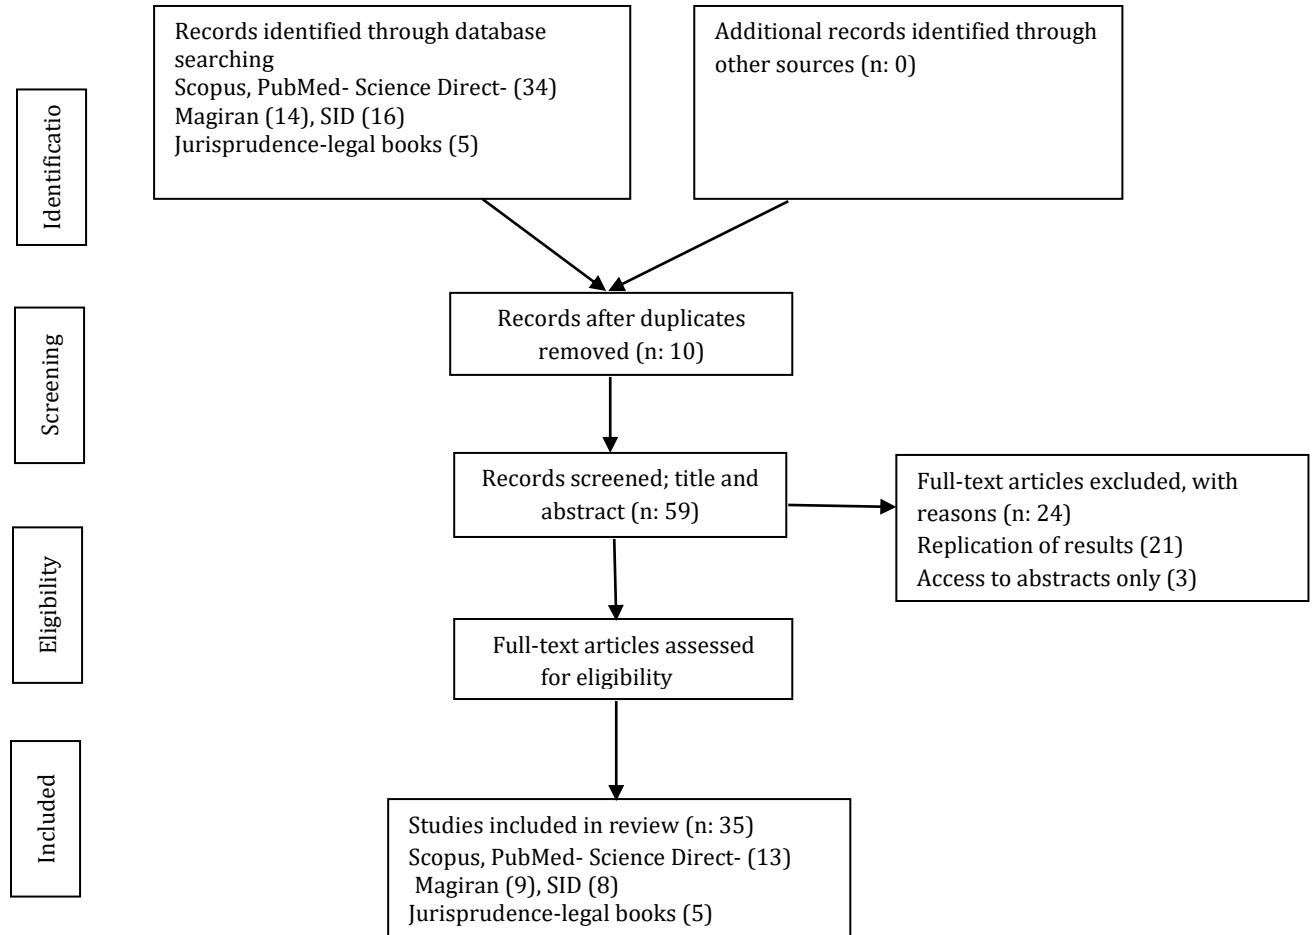 Records identified through database
searching
Scopus, PubMed- Science Direct- (34)
Magiran (14), SID (16)
Jurisprudence-legal books (5)
Additional records identified through
other sources (n: 0)
Identificatio
Records after duplicates
removed (n: 10)
Screening
Records screened; title and
abstract (n: 59)
Full-text articles excluded, with
reasons (n: 24)
Replication of results (21)
Access to abstracts only (3)
Eligibility
Full-text articles assessed
for eligibility
Included
Studies included in review (n: 35)
Scopus, PubMed- Science Direct- (13)
Magiran (9), SID (8)
Jurisprudence-legal books (5)